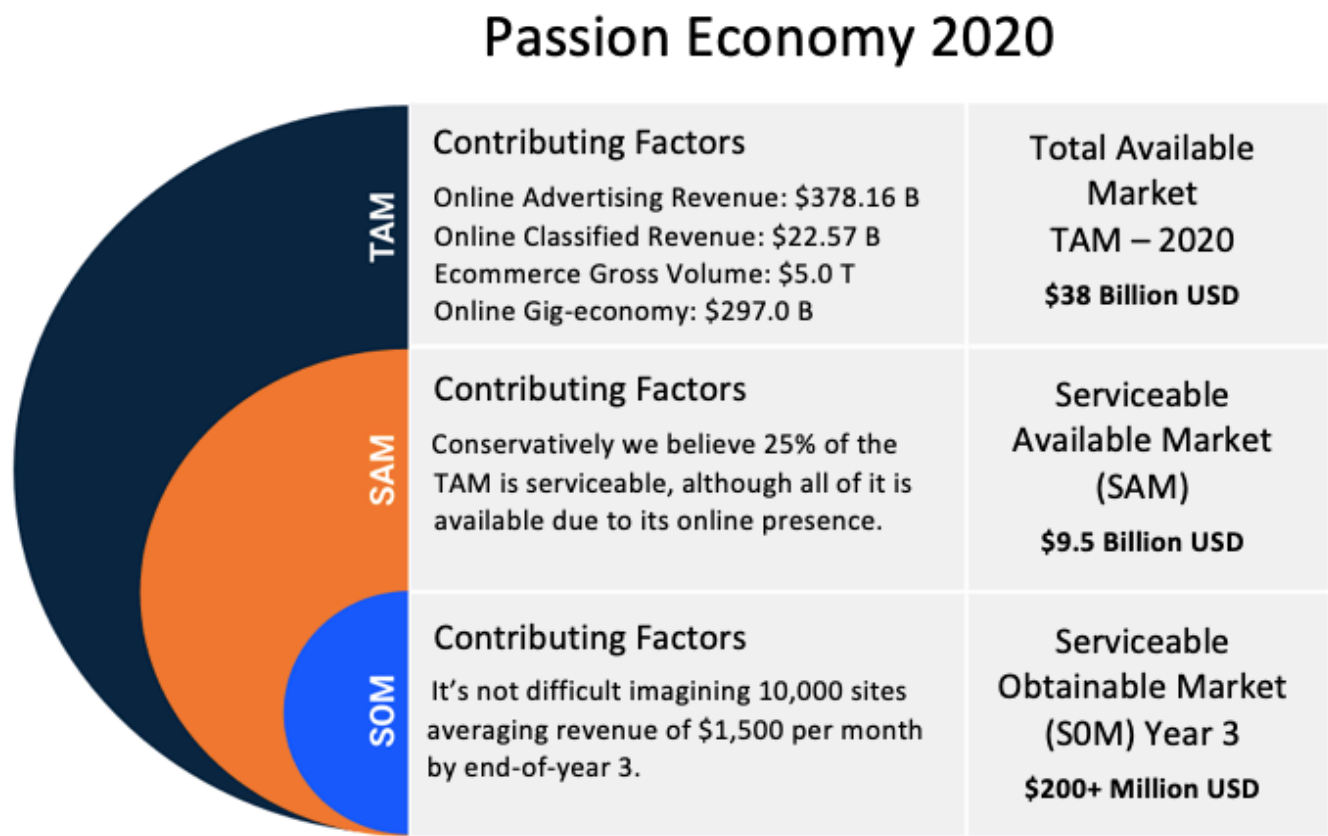 Passion Economy 2020
TAM
Contributing Factors
Online Advertising Revenue: $378.16 B
Online Classified Revenue: $22.57 B
Ecommerce Gross Volume: $5.0 T
Online Gig-economy: $297.0 B
Total Available
Market
TAM – 2020
$38 Billion USD
SAM
Contributing Factors
Conservatively we believe 25% of the
TAM is serviceable, although all of it is
available due to its online presence.
Serviceable
Available Market
(SAM)
$9.5 Billion USD
SOM
Contributing Factors
It’s not difficult imagining 10,000 sites
averaging revenue of $1,500 per month
by end-of-year 3.
Serviceable
Obtainable Market
(S0M) Year 3
$200+ Million USD